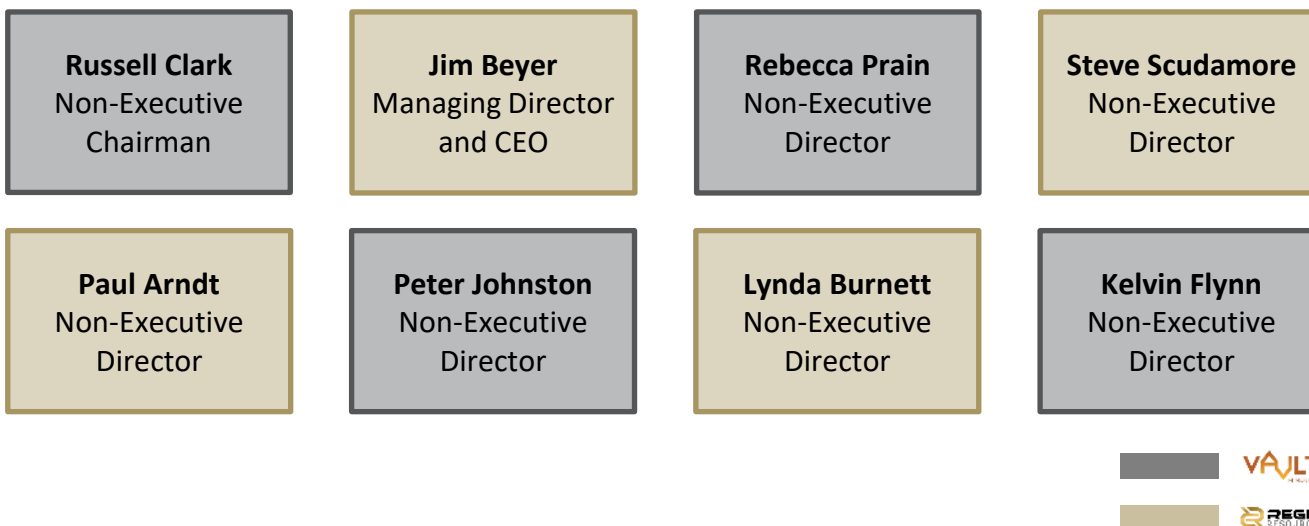 Russell Clark
Non-Executive
Chairman
Jim Beyer
Managing Director
and CEO
Rebecca Prain
Non-Executive
Director
Steve Scudamore
Non-Executive
Director
Paul Arndt
Non-Executive
Director
Peter Johnston
Non-Executive
Director
Lynda Burnett
Non-Executive
Director
Kelvin Flynn
Non-Executive
Director